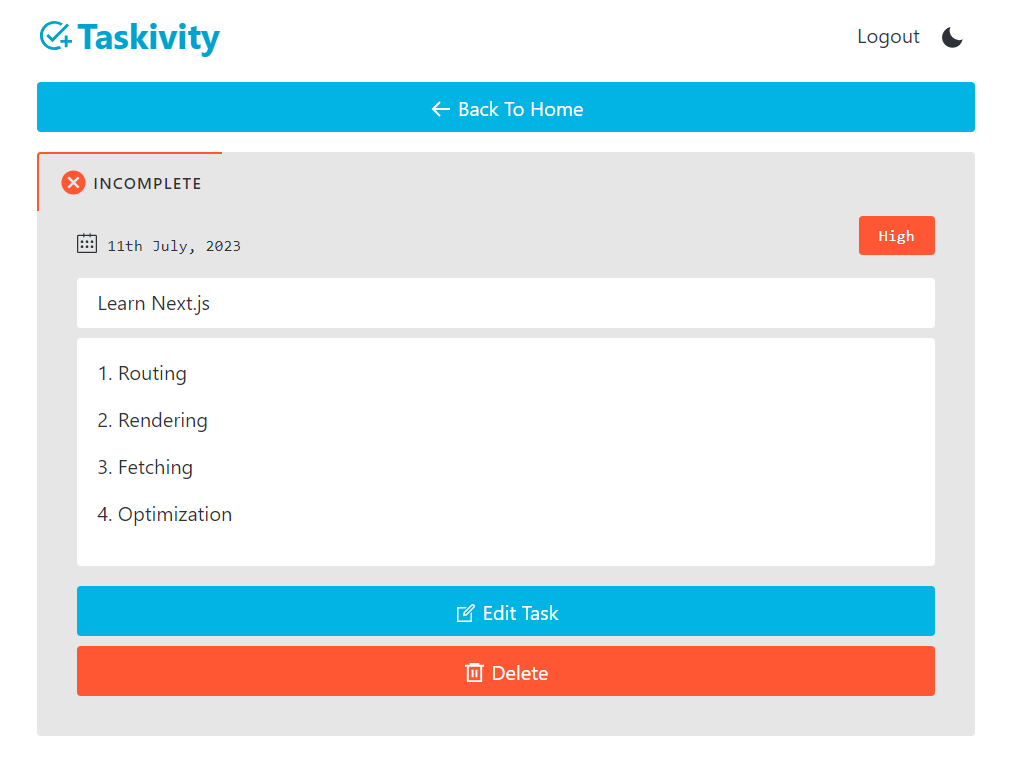 Taskivity
Logout
Back To Home
INCOMPLETE
11th July, 2023
High
Learn Next.js
1. Routing
2. Rendering
3. Fetching
4. Optimization
Edit Task
Delete